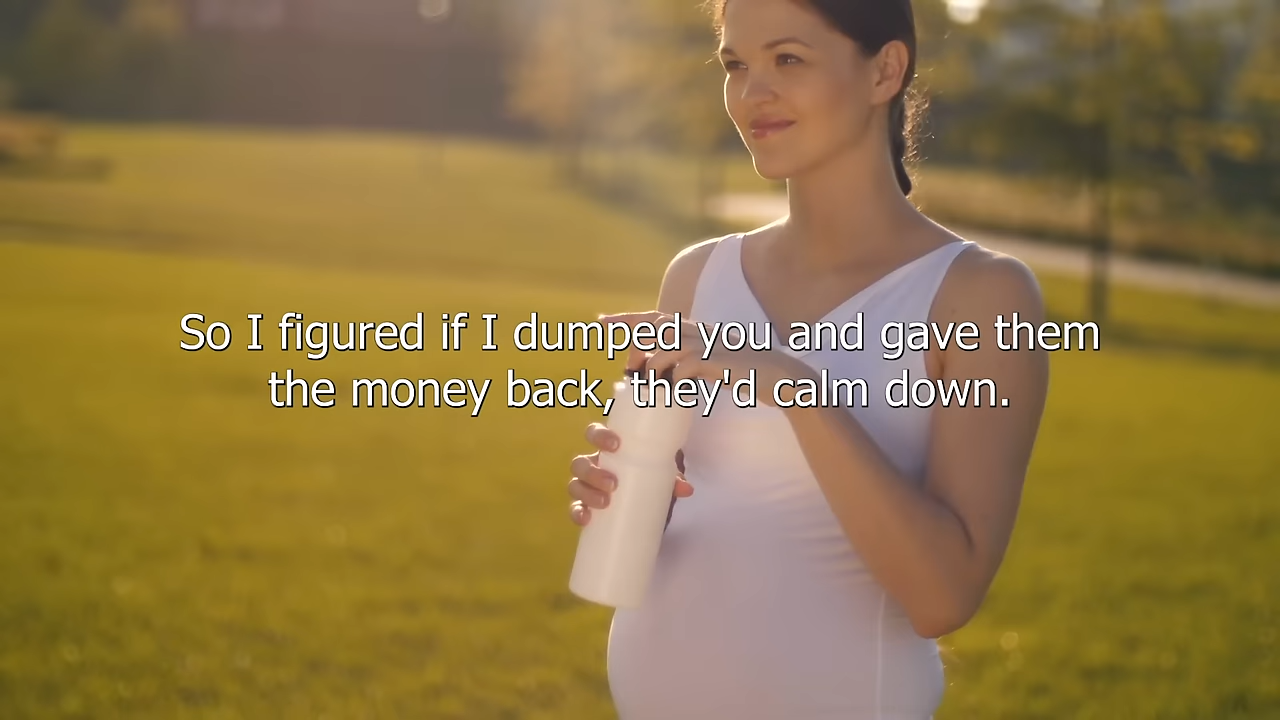 So I figured if I dumped you and gave them
the money back, they'd calm down.